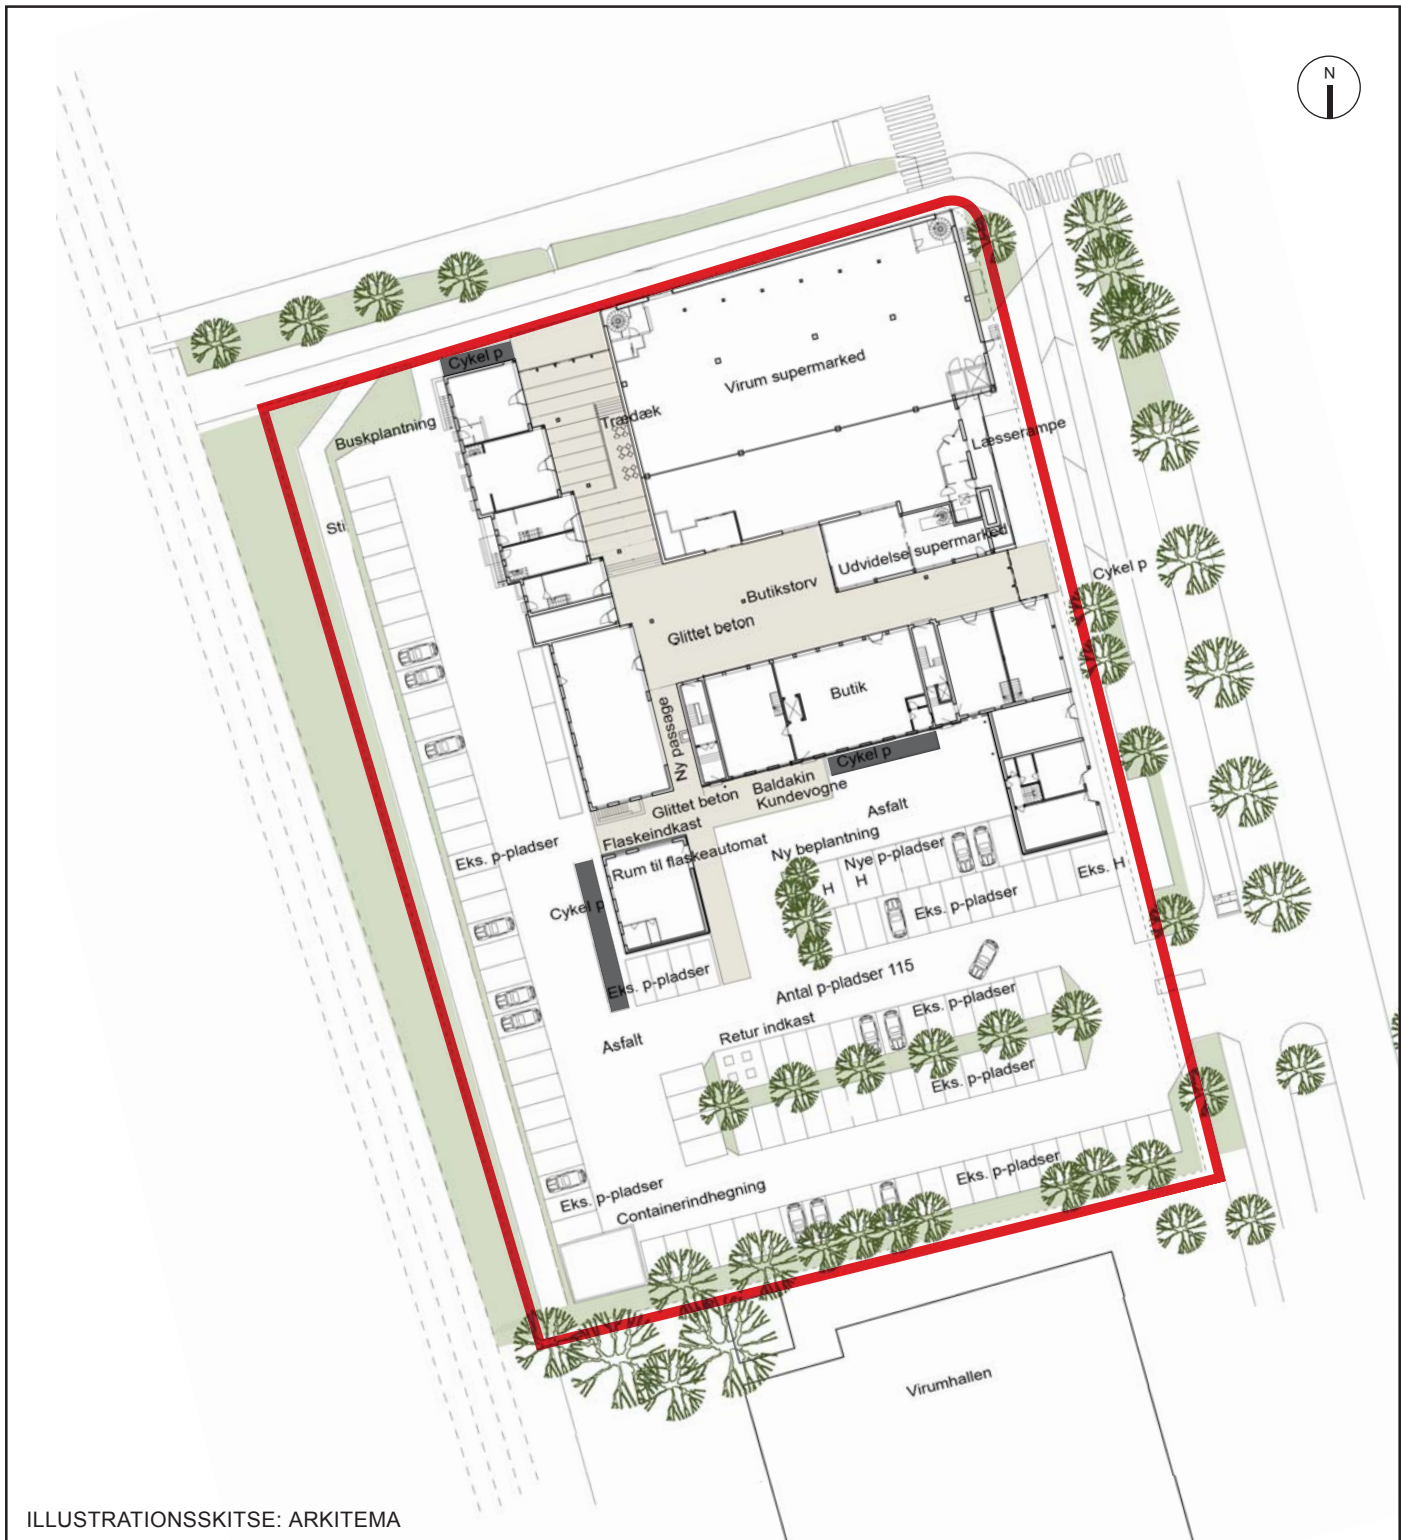 N
Cykel p
Virum supermarked
Trædæk
Buskplantning
Læsserampe
Sti
Udvidelse supermarked
Cykel p
Butikstorv
Glittet beton
Butik
Ny passage
Cykel p
Baldakin
Kundevogne
Glittet beton
Asfalt
Flaskeindkast
Ny beplantning
Eks. p-pladser
Rum til flaskeautomat
Nye p-pladser
H
H
Eks. H
Eks. p-pladser
Cykel p
Eks. p-pladser
Antal p-pladser 115
Eks. p-pladser
Retur indkast
Asfalt
Eks. p-pladser
Eks. p-pladser
Eks. p-pladser
Containerindhegning
Virumhallen
ILLUSTRATIONSSKITSE: ARKITEMA